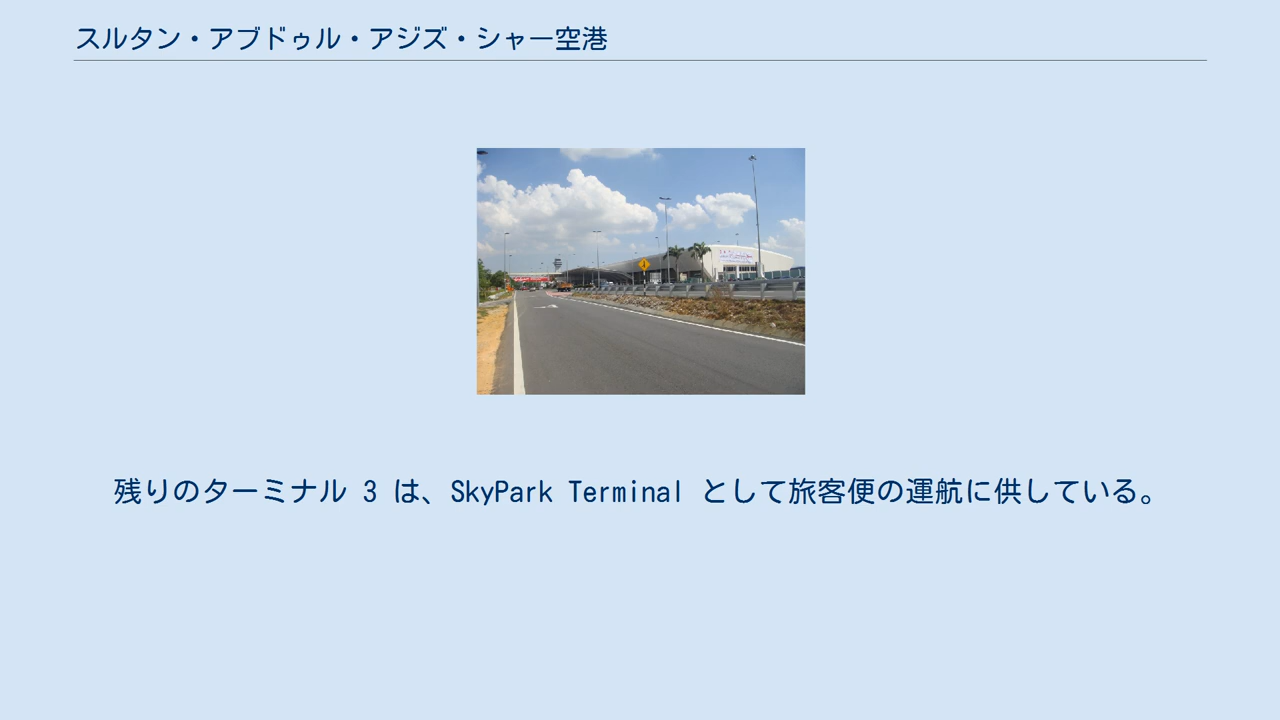 スルタン・アブドゥル・アジズ・シャー空港
残りのターミナル 3 は、SkyPark Terminal として旅客便の運航に供している。